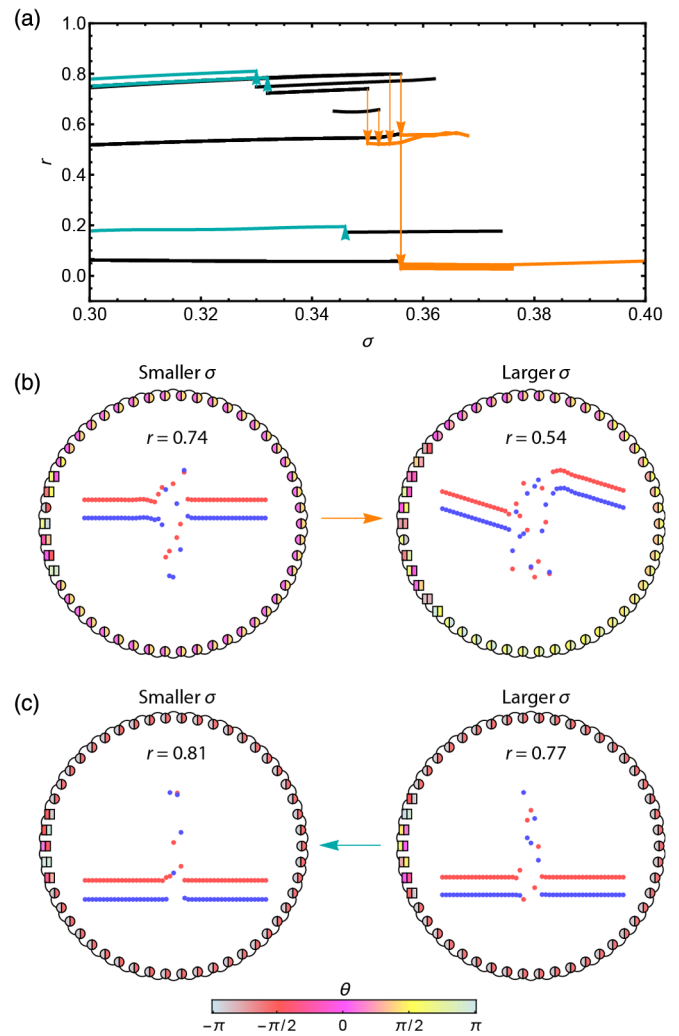 (a)
1.0
0.8
0.6
0.4
0.2
0.0
r
0.30 0.32 0.34 0.36 0.38 0.40
σ
(b)
Smaller σ Larger σ
r = 0.74 r = 0.54
(c)
Smaller σ Larger σ
r = 0.81 r = 0.77
θ
−π −π/2 0 π/2 π